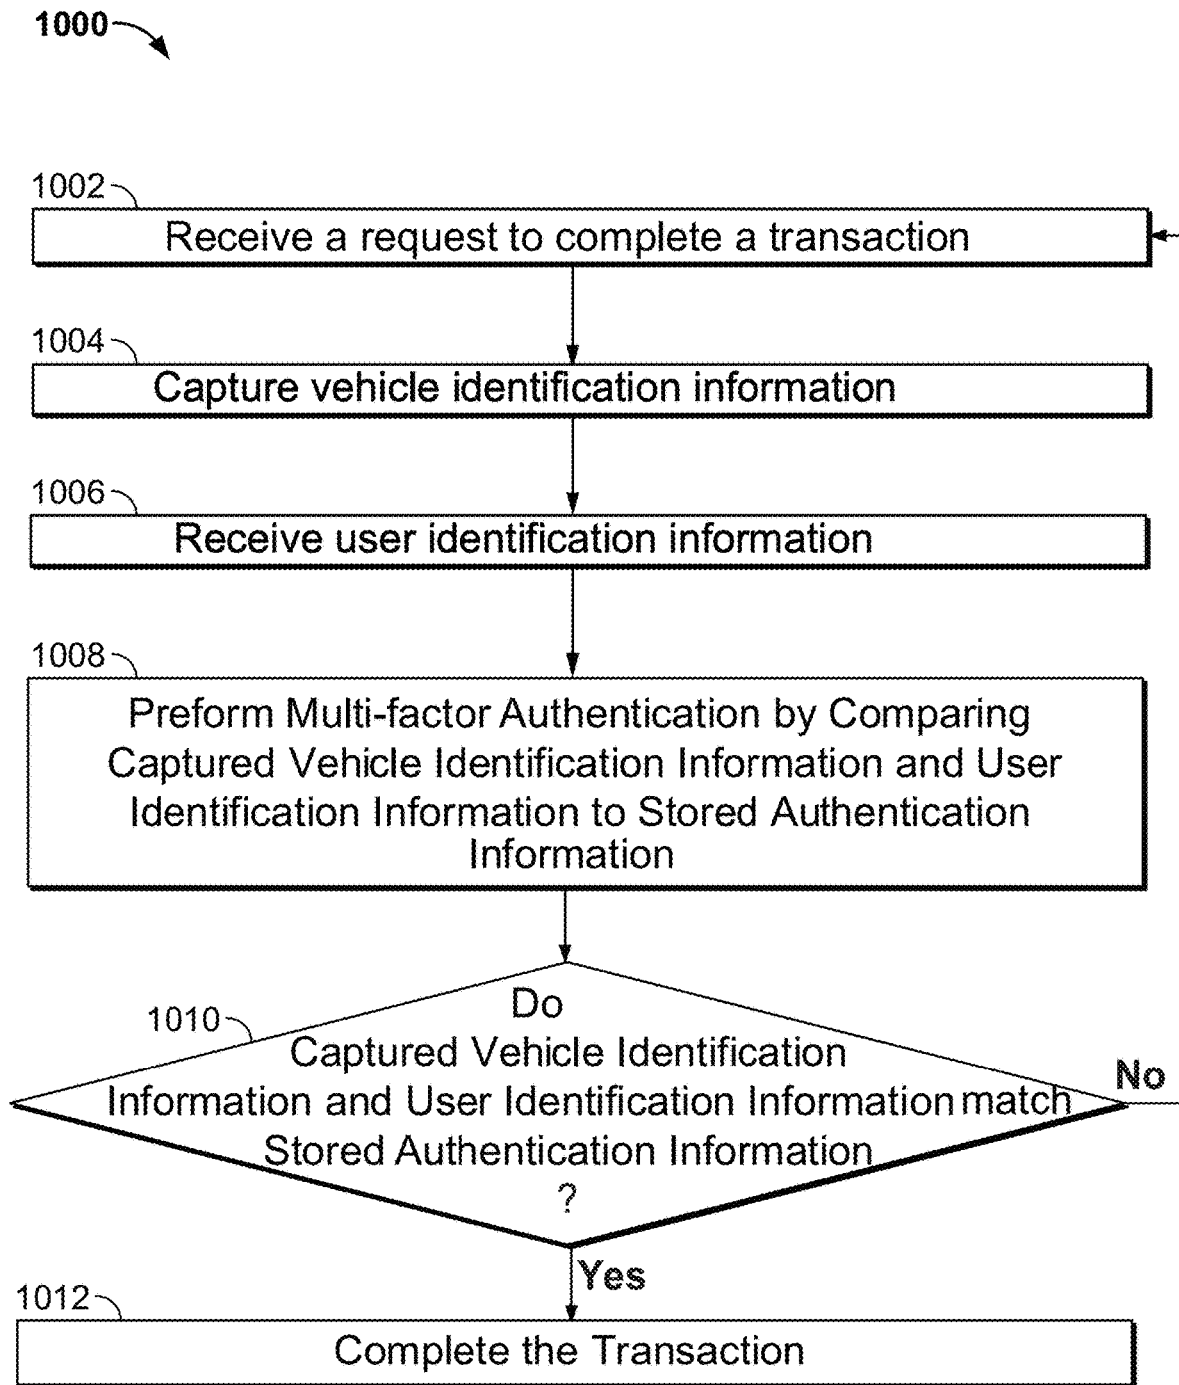 1000
1002
Receive a request to complete a transaction
1004
Capture vehicle identification information
1006
Receive user identification information
1008
Preform Multi-factor Authentication by Comparing
Captured Vehicle Identification Information and User
Identification Information to Stored Authentication
Information
1010
Do
Captured Vehicle Identification
Information and User Identification Information match
Stored Authentication Information
?
No
Yes
1012
Complete the Transaction